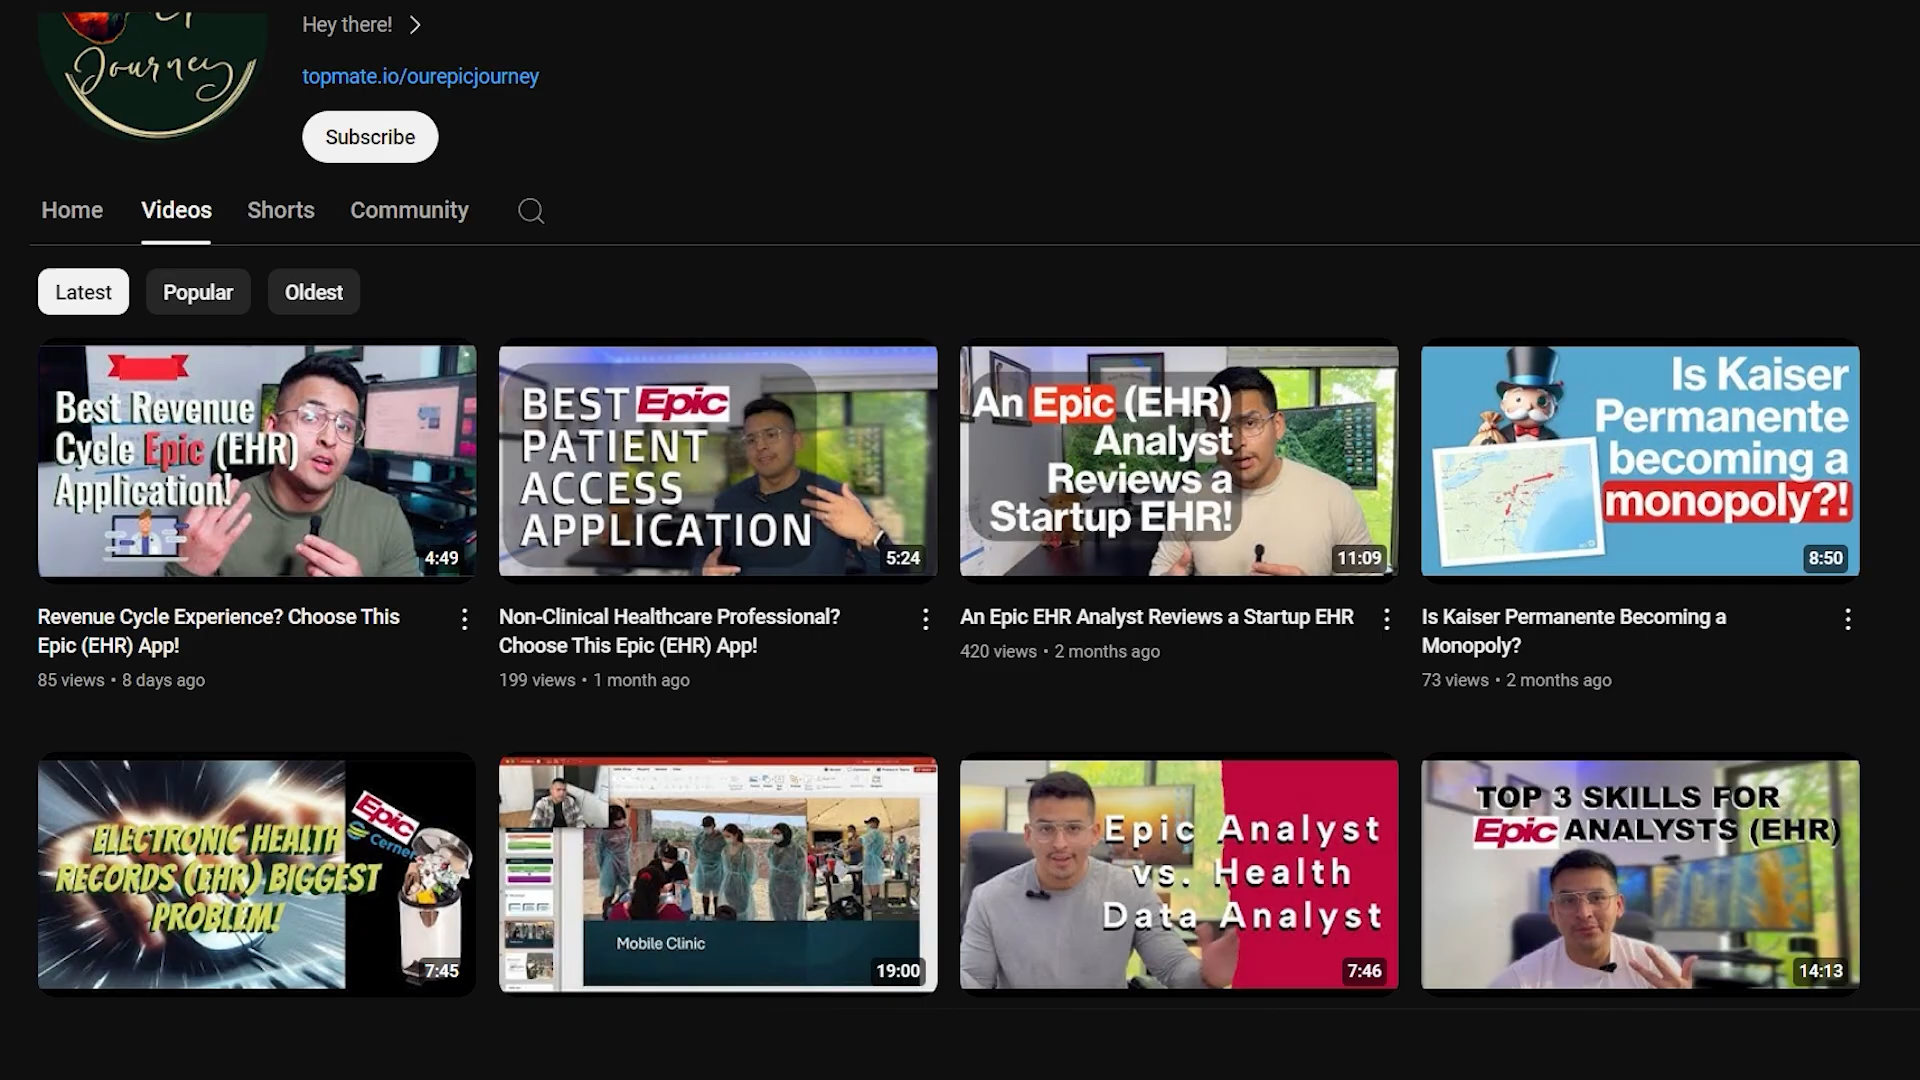 Journey
Hey there!
topmate.io/ourepicjourney
Subscribe
Home Videos Shorts Community
Latest Popular Oldest
Best Revenue
Cycle Epic (EHR)
Application!
4:49
BEST Epic
PATIENT
ACCESS
APPLICATION
5:24
An Epic (EHR)
Analyst
Reviews a
Startup EHR!
11:09
Is Kaiser
Permanente
becoming a
monopoly?!
8:50
Revenue Cycle Experience? Choose This
Epic (EHR) App!
85 views • 8 days ago
Non-Clinical Healthcare Professional?
Choose This Epic (EHR) App!
199 views • 1 month ago
An Epic EHR Analyst Reviews a Startup EHR
420 views • 2 months ago
Is Kaiser Permanente Becoming a
Monopoly?
73 views • 2 months ago
ELECTRONIC HEALTH
RECORDS (EHR) BIGGEST
PROBLEM!
Epic
Cerner
7:45
Mobile Clinic
19:00
Epic Analyst
vs. Health
Data Analyst
7:46
TOP 3 SKILLS FOR
Epic ANALYSTS (EHR)
14:13